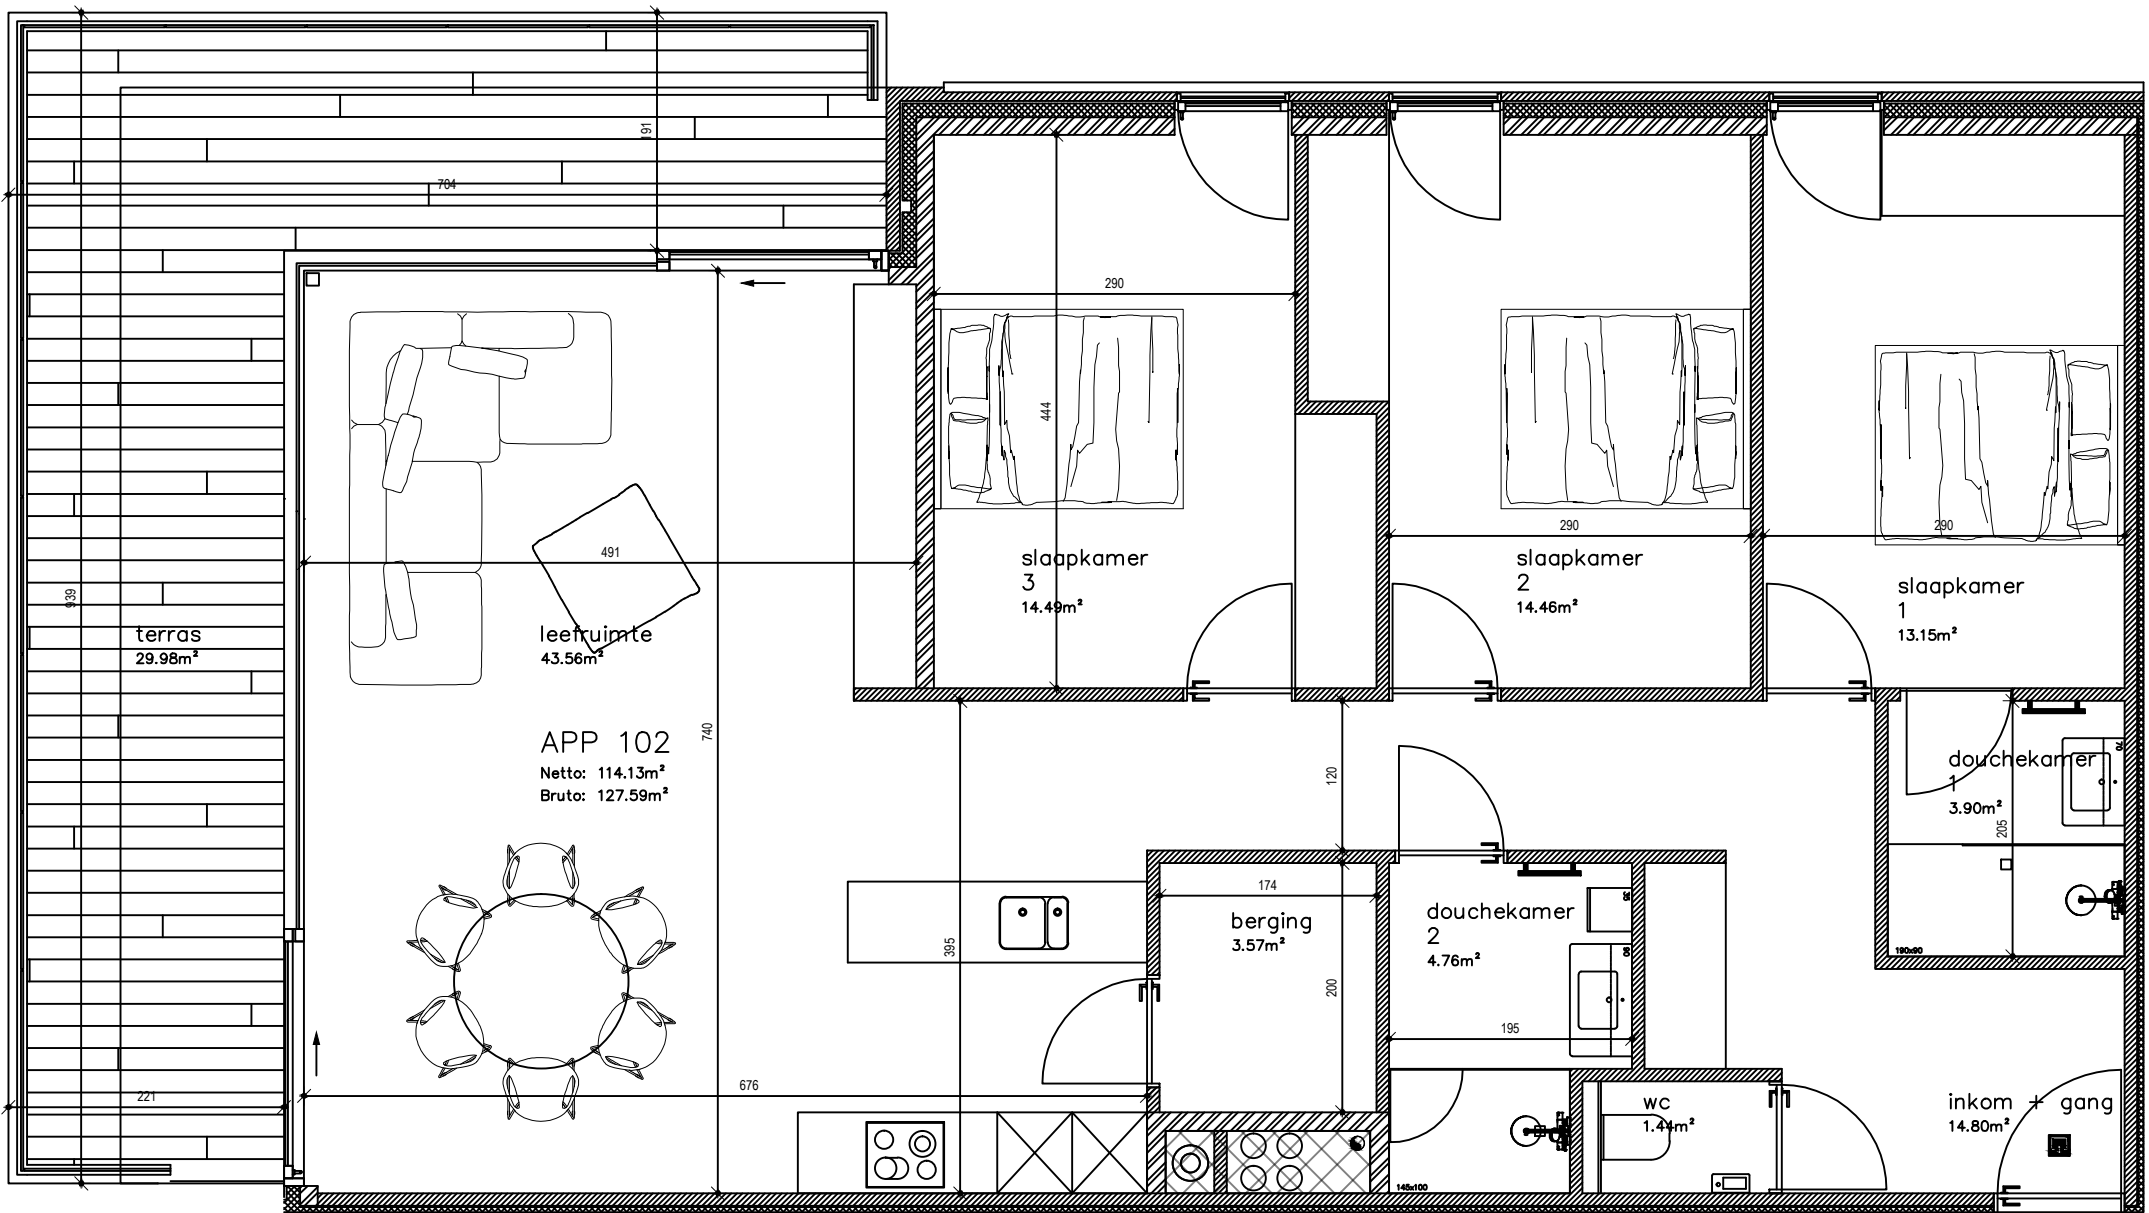 191
704
290
444
290
290
491
slaapkamer
3
14.49m²
slaapkamer
2
14.46m²
slaapkamer
1
13.15m²
939
terras
29.98m²
leefruimte
43.56m²
APP 102
Netto: 114.13m²
Bruto: 127.59m²
740
120
douchekamer
1
3.90m²
70
205
174
berging
3.57m²
395
200
douchekamer
2
4.76m²
90
190x90
195
676
221
wc
1.44m²
inkom + gang
14.80m²
145x100